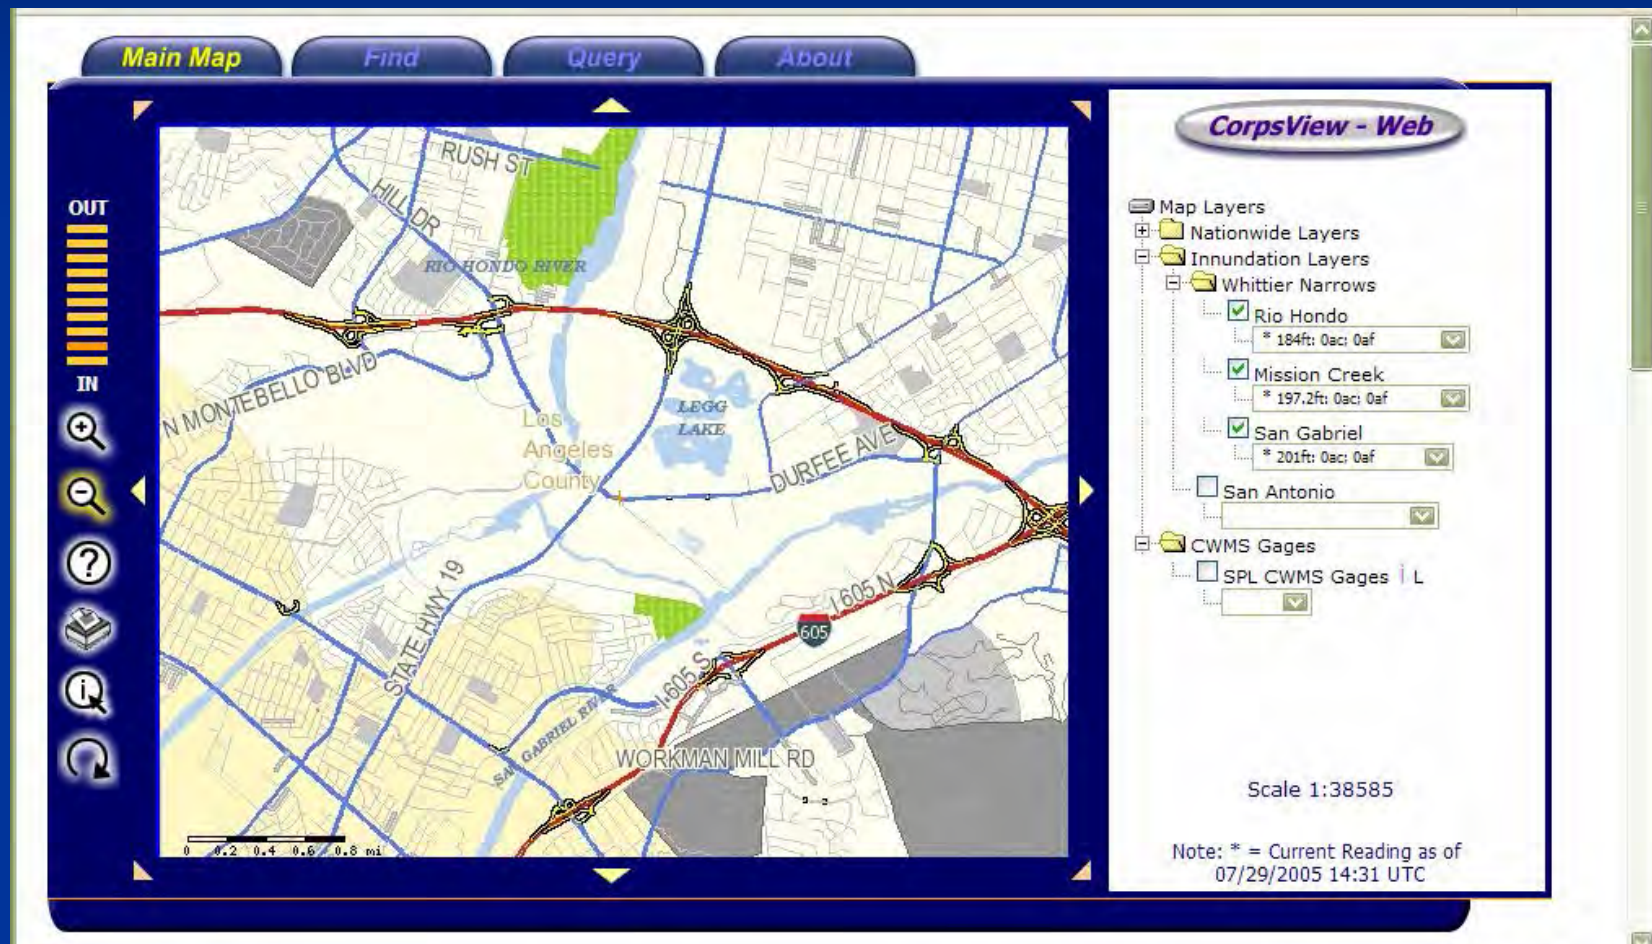 Main Map
Find
Query
About
OUT
IN
RUSH ST
HILL DR
RIO HONDO RIVER
N MONTEBELLO BLVD
LEGG
LAKE
Los
Angeles
County
DURFEE AVE
STATE HWY 19
I 605 N
605
I 605 S
SAN GABRIEL RIVER
WORKMAN MILL RD
0 0.2 0.4 0.6 0.8 mi
CorpsView - Web
Map Layers
Nationwide Layers
Innundation Layers
Whittier Narrows
Rio Hondo
* 184ft: 0ac; 0af
Mission Creek
* 197.2ft: 0ac; 0af
San Gabriel
* 201ft: 0ac; 0af
San Antonio
CWMS Gages
SPL CWMS Gages i L
Scale 1:38585
Note: * = Current Reading as of
07/29/2005 14:31 UTC